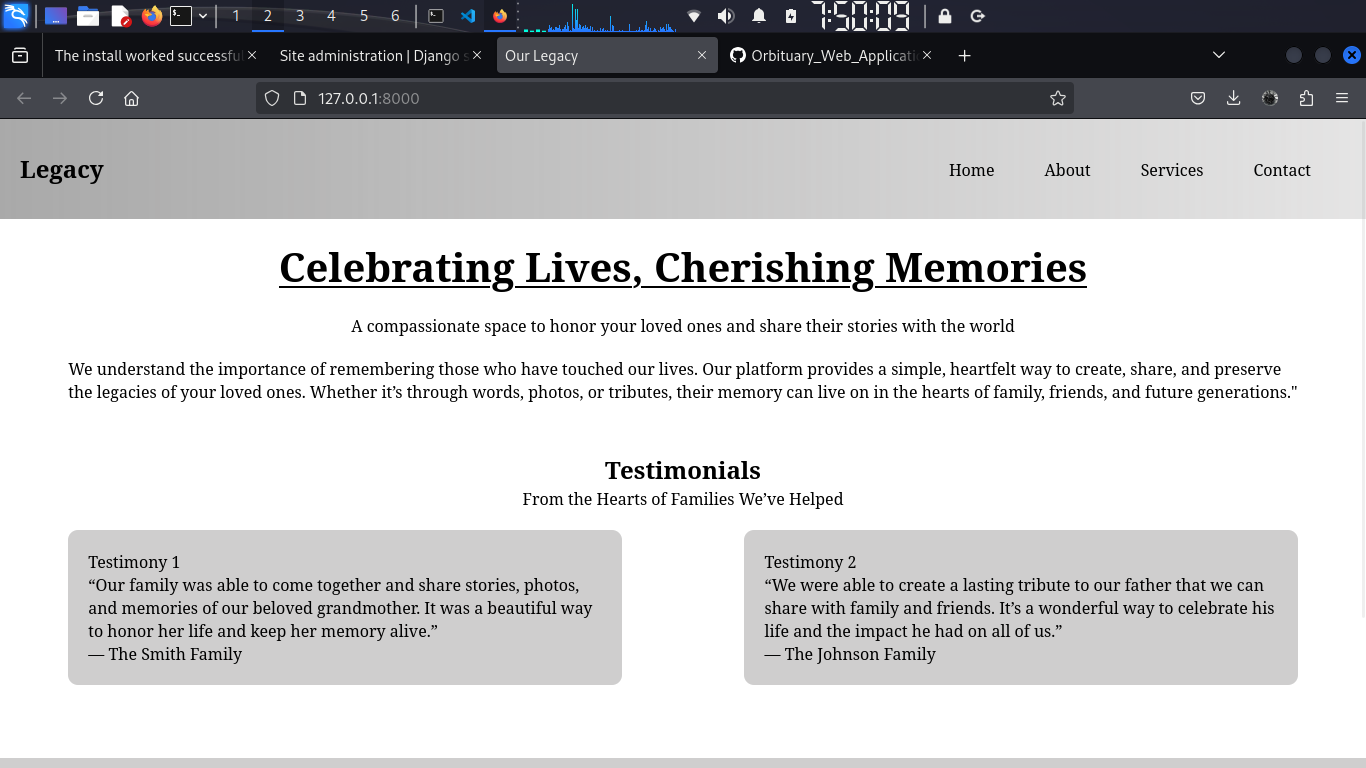 1 2 3 4 5 6 7:50:09
The install worked successfu
Site administration | Django s
Our Legacy
Orbituary_Web_Applicati
127.0.0.1:8000
Legacy
Home About Services Contact
Celebrating Lives, Cherishing Memories
A compassionate space to honor your loved ones and share their stories with the world
We understand the importance of remembering those who have touched our lives. Our platform provides a simple, heartfelt way to create, share, and preserve
the legacies of your loved ones. Whether it’s through words, photos, or tributes, their memory can live on in the hearts of family, friends, and future generations."
Testimonials
From the Hearts of Families We’ve Helped
Testimony 1
“Our family was able to come together and share stories, photos,
and memories of our beloved grandmother. It was a beautiful way
to honor her life and keep her memory alive.”
— The Smith Family
Testimony 2
“We were able to create a lasting tribute to our father that we can
share with family and friends. It’s a wonderful way to celebrate his
life and the impact he had on all of us.”
— The Johnson Family